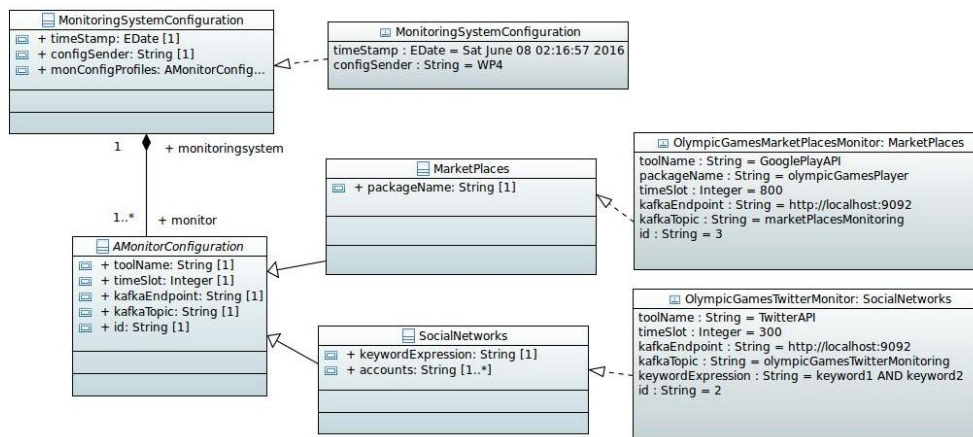 MonitoringSystemConfiguration
+ timeStamp: EDate [1]
+ configSender: String [1]
+ monConfigProfiles: AMonitorConfig...
MonitoringSystemConfiguration
timeStamp : EDate = Sat June 08 02:16:57 2016
configSender : String = WP4
1
+ monitoringsystem
1..*
+ monitor
AMonitorConfiguration
+ toolName: String [1]
+ timeSlot: Integer [1]
+ kafkaEndpoint: String [1]
+ kafkaTopic: String [1]
+ id: String [1]
MarketPlaces
+ packageName: String [1]
OlympicGamesMarketPlacesMonitor: MarketPlaces
toolName : String = GooglePlayAPI
packageName : String = olympicGamesPlayer
timeSlot : Integer = 800
kafkaEndpoint : String = http://localhost:9092
kafkaTopic : String = marketPlacesMonitoring
id : String = 3
SocialNetworks
+ keywordExpression: String [1]
+ accounts: String [1..*]
OlympicGamesTwitterMonitor: SocialNetworks
toolName : String = TwitterAPI
timeSlot : Integer = 300
kafkaEndpoint : String = http://localhost:9092
kafkaTopic : String = olympicGamesTwitterMonitoring
keywordExpression : String = keyword1 AND keyword2
id : String = 2